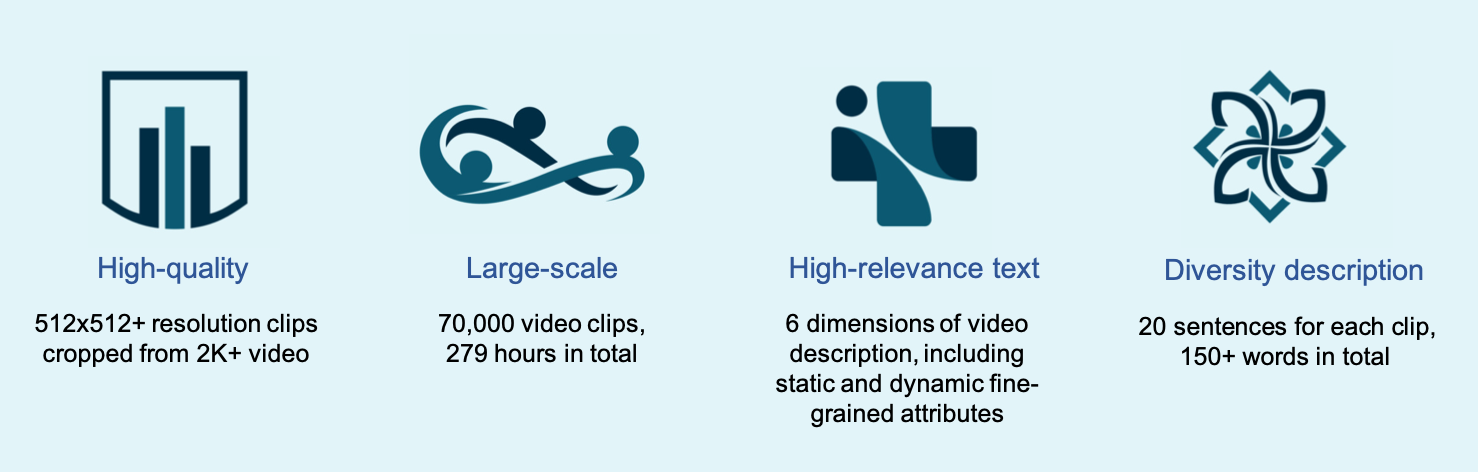 High-quality
512x512+ resolution clips
cropped from 2K+ video
Large-scale
70,000 video clips,
279 hours in total
High-relevance text
6 dimensions of video
description, including
static and dynamic fine-
grained attributes
Diversity description
20 sentences for each clip,
150+ words in total